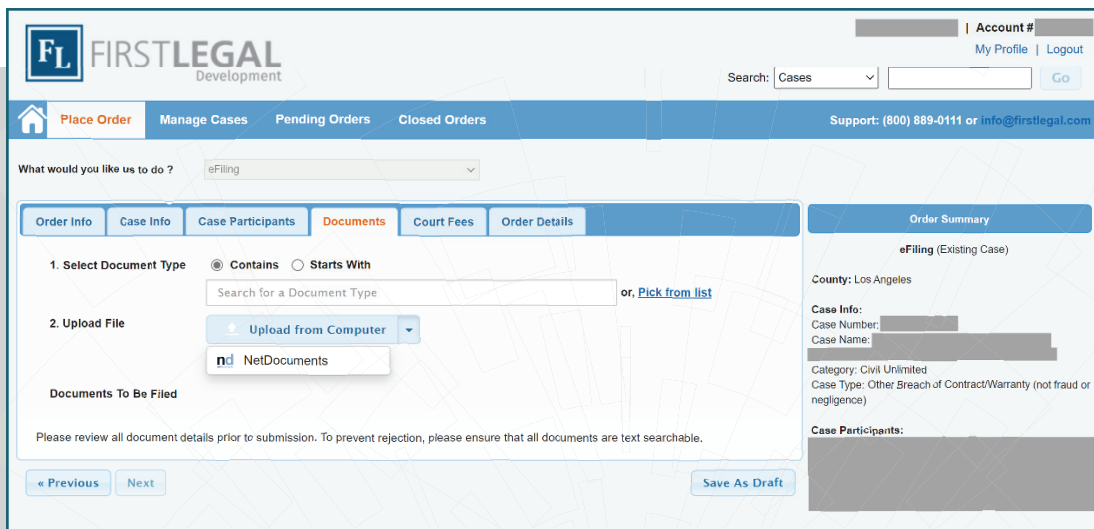 FL FIRSTLEGAL
Development
| Account #
My Profile | Logout
Search: Cases Go
Place Order Manage Cases Pending Orders Closed Orders Support: (800) 889-0111 or info@firstlegal.com
What would you like us to do ? eFiling
Order Info Case Info Case Participants Documents Court Fees Order Details
1. Select Document Type Contains Starts With
Search for a Document Type or, Pick from list
2. Upload File Upload from Computer
nd NetDocuments
Documents To Be Filed
Please review all document details prior to submission. To prevent rejection, please ensure that all documents are text searchable.
« Previous Next Save As Draft
Order Summary
eFiling (Existing Case)
County: Los Angeles
Case Info:
Case Number:
Case Name:
Category: Civil Unlimited
Case Type: Other Breach of Contract/Warranty (not fraud or
negligence)
Case Participants: